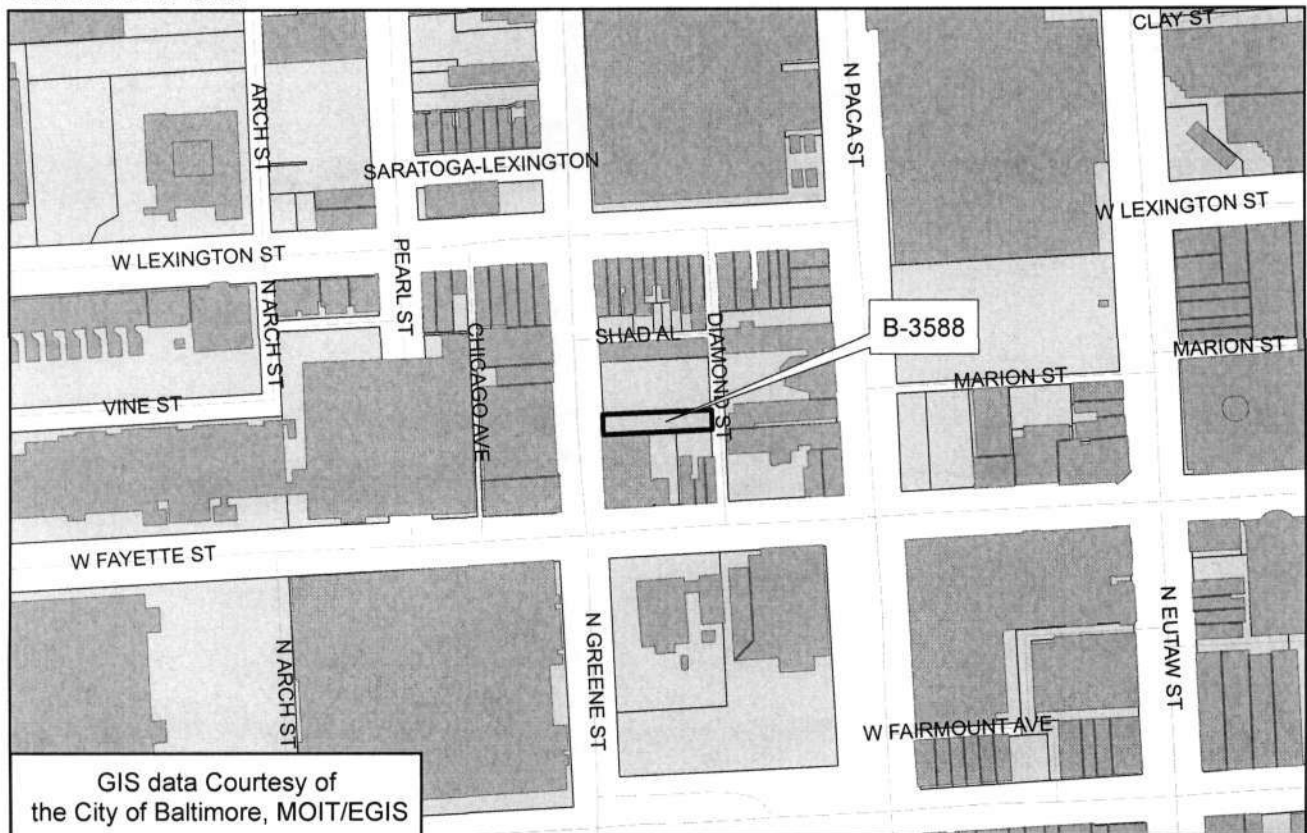 CLAY ST
ARCH ST
N PACA ST
SARATOGA-LEXINGTON
W LEXINGTON ST
W LEXINGTON ST
PEARL ST
N ARCH ST
CHICAGO AVE
SHAD AL
DIAMOND ST
B-3588
MARION ST
MARION ST
VINE ST
W FAYETTE ST
N ARCH ST
N GREENE ST
N EUTAW ST
W FAIRMOUNT AVE
GIS data Courtesy of
the City of Baltimore, MOIT/EGIS